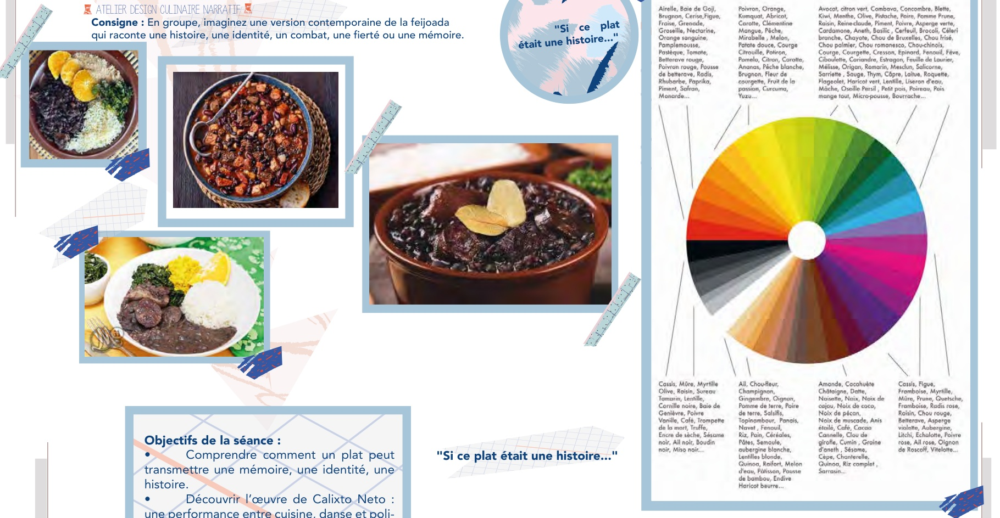 ATELIER DESIGN CULINAIRE NARRATIF
Consigne : En groupe, imaginez une version contemporaine de la feijoada
qui raconte une histoire, une identité, un combat, une fierté ou une mémoire.
"Si ce plat
était une histoire..."
Airelle, Baie de Goji,
Brugnon, Cerise,Figue,
Fraise, Grenade,
Groseille, Nectarine,
Orange sanguine,
Pamplemousse,
Pastèque, Tomate,
Betterave rouge,
Poivron rouge, Pousse
de betterave, Radis,
Rhubarbe, Paprika,
Piment, Safran,
Monarde...
Poivron, Orange,
Kumquat, Abricot,
Carotte, Clémentine
Mangue, Pêche,
Mirabelle , Melon,
Patate douce, Courge
Citrouille, Potiron,
Pomelo, Citron, Carotte,
Ananas, Pêche blanche,
Brugnon, Fleur de
courgette, Fruit de la
passion, Curcuma,
Yuzu...
Avocat, citron vert, Combava, Concombre, Blette,
Kiwi, Menthe, Olive, Pistache, Poire, Pomme Prune,
Raisin, Reine-claude, Piment, Poivre, Asperge verte,
Cardamone, Aneth, Basilic , Cerfeuil, Brocoli, Céleri
branche, Chayote, Chou de Bruxelles, Chou frisé,
Chou palmier, Chou romanesco, Chou-chinois,
Courge, Courgette, Cresson, Epinard, Fenouil, Fève,
Ciboulette, Coriandre, Estragon, Feuille de Laurier,
Mélisse, Origan, Romarin, Mesclun, Salicorne,
Sarriette , Sauge, Thym, Câpre, Laitue, Roquette,
Flageolet, Haricot vert, Lentille, Liseron d'eau,
Mâche, Oseille Persil , Petit pois, Poireau, Pois
mange tout, Micro-pousse, Bourrache...
Cassis, Mûre, Myrtille
Olive, Raisin, Sureau
Tamarin, Lentille,
Cornille noire, Baie de
Genièvre, Poivre
Vanille, Café, Trompette
de la mort, Truffe,
Encre de sèche, Sésame
noir, Ail noir, Boudin
noir, Miso noir...
Ail, Chou-fleur,
Champignon,
Gingembre, Oignon,
Pomme de terre, Poire
de terre, Salsifis,
Topinambour, Panais,
Navet , Fenouil,
Riz, Pain, Céréales,
Pâtes, Semoule,
aubergine blanche,
Lentilles blonde,
Quinoa, Raifort, Melon
d'eau, Pâtisson, Pousse
de bambou, Endive
Haricot beurre...
Amande, Cacahuète
Châtaigne, Datte,
Noisette, Noix, Noix de
cajou, Noix de coco,
Noix de pécan,
Noix de muscade, Anis
étoilé, Café, Cacao
Cannelle, Clou de
girofle, Cumin , Graine
d'aneth , Sésame,
Cèpe, Chanterelle,
Quinoa, Riz complet ,
Sarrasin...
Cassis, Figue,
Framboise, Myrtille,
Mûre, Prune, Quetsche,
Framboise, Radis rose,
Raisin, Chou rouge,
Betterave, Asperge
violette, Aubergine,
Litchi, Echalotte, Poivre
rose, Ail rose, Oignon
de Roscoff, Vitelotte...
Objectifs de la séance :
• Comprendre comment un plat peut
transmettre une mémoire, une identité, une
histoire.
• Découvrir l'œuvre de Calixto Neto :
une performance entre cuisine, danse et poli-
"Si ce plat était une histoire..."